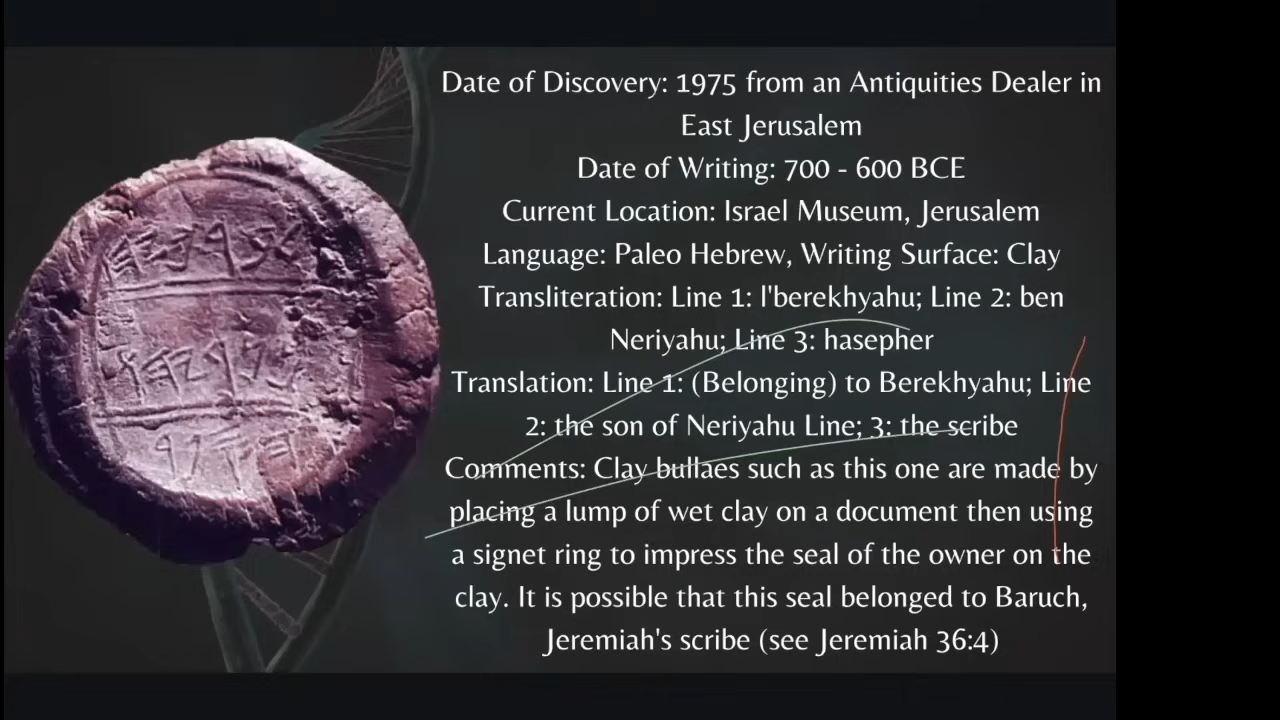 Date of Discovery: 1975 from an Antiquities Dealer in
East Jerusalem
Date of Writing: 700 - 600 BCE
Current Location: Israel Museum, Jerusalem
Language: Paleo Hebrew, Writing Surface: Clay
Transliteration: Line 1: l'berekhyahu; Line 2: ben
Neriyahu; Line 3: hasepher
Translation: Line 1: (Belonging) to Berekhyahu; Line
2: the son of Neriyahu Line; 3: the scribe
Comments: Clay bullaes such as this one are made by
placing a lump of wet clay on a document then using
a signet ring to impress the seal of the owner on the
clay. It is possible that this seal belonged to Baruch,
Jeremiah's scribe (see Jeremiah 36:4)